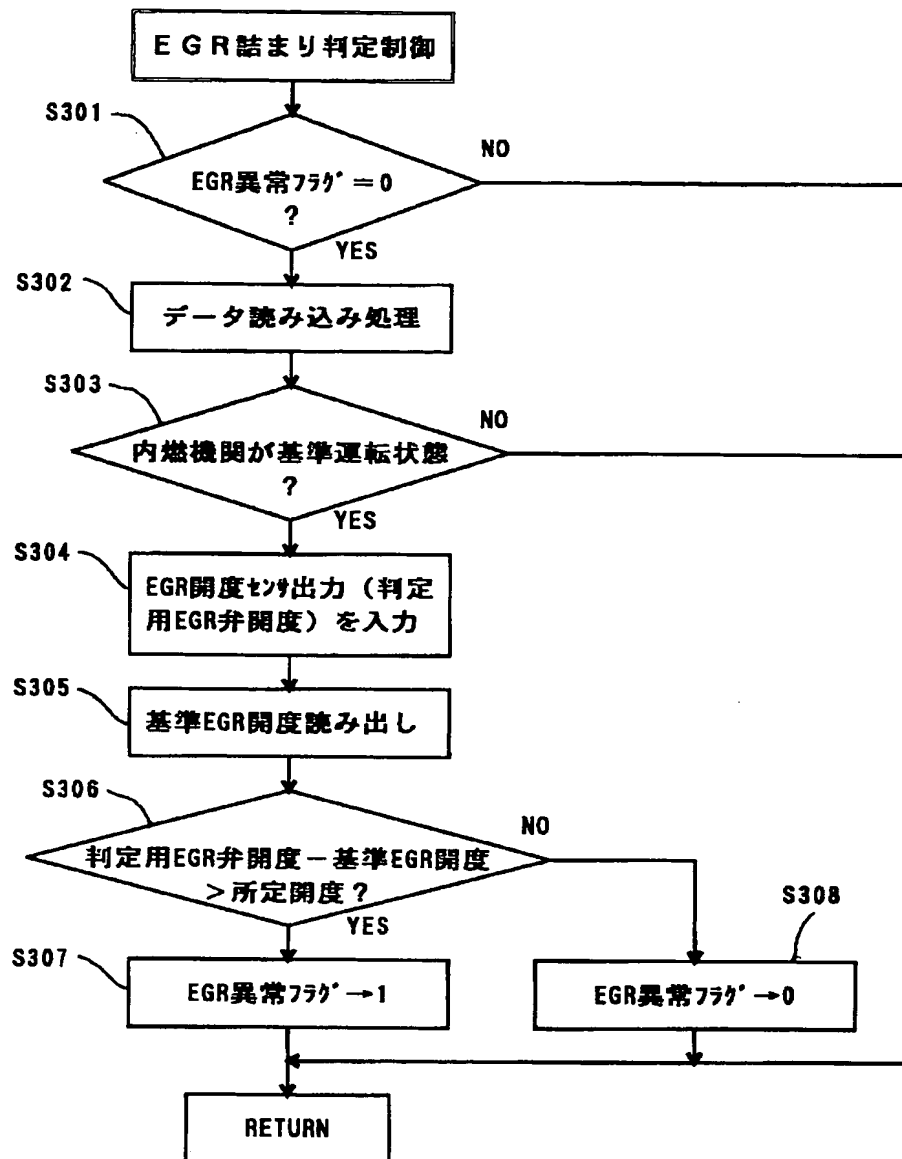 EGR詰まり判定制御
S301
NO
EGR異常ﾌﾗｸﾞ=0
?
YES
S302
データ読み込み処理
S303
NO
内燃機関が基準運転状態
?
YES
S304
EGR開度ｾﾝｻ出力（判定
用EGR弁開度）を入力
S305
基準EGR開度読み出し
S306
NO
判定用EGR弁開度－基準EGR開度
＞所定開度？
YES
S308
S307
EGR異常ﾌﾗｸﾞ→1
EGR異常ﾌﾗｸﾞ→0
RETURN